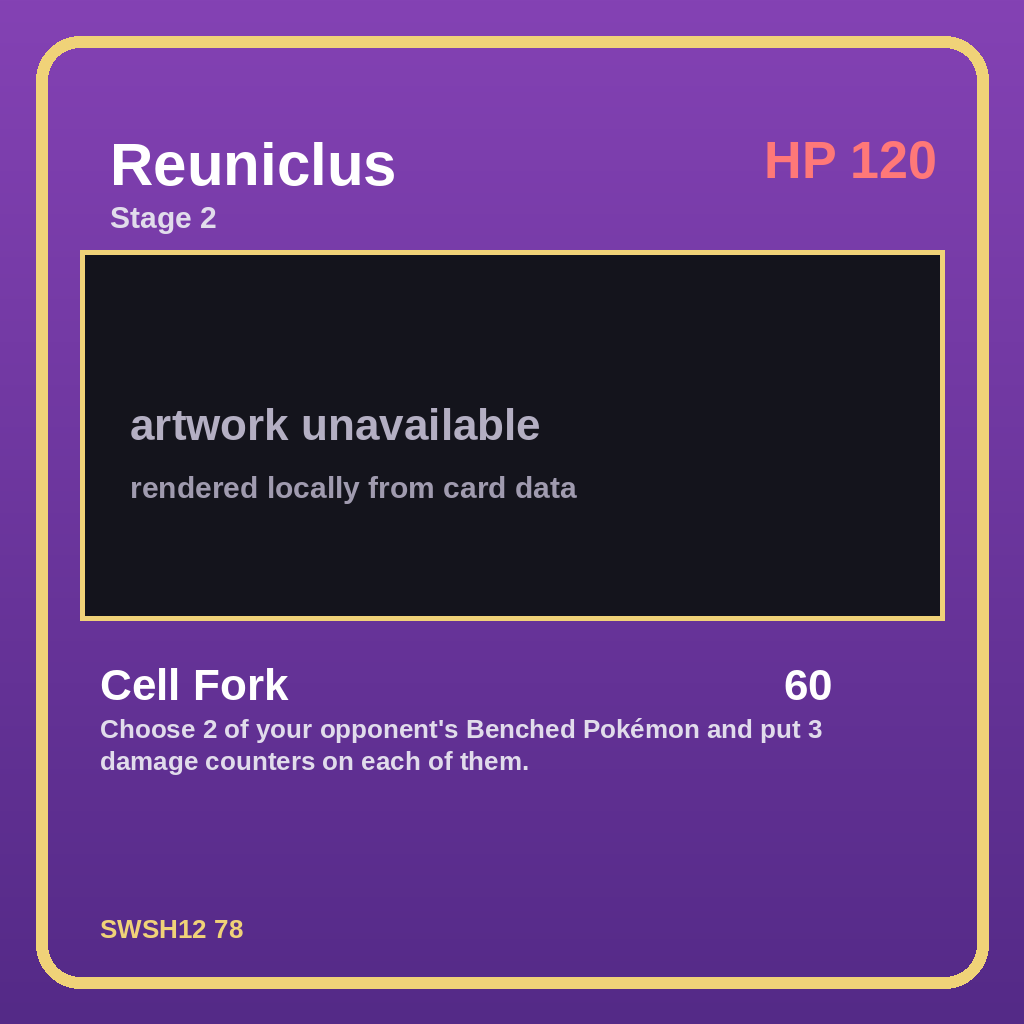 Reuniclus
HP 120
Stage 2
artwork unavailable
rendered locally from card data
Cell Fork
60
Choose 2 of your opponent's Benched Pokémon and put 3
damage counters on each of them.
SWSH12 78